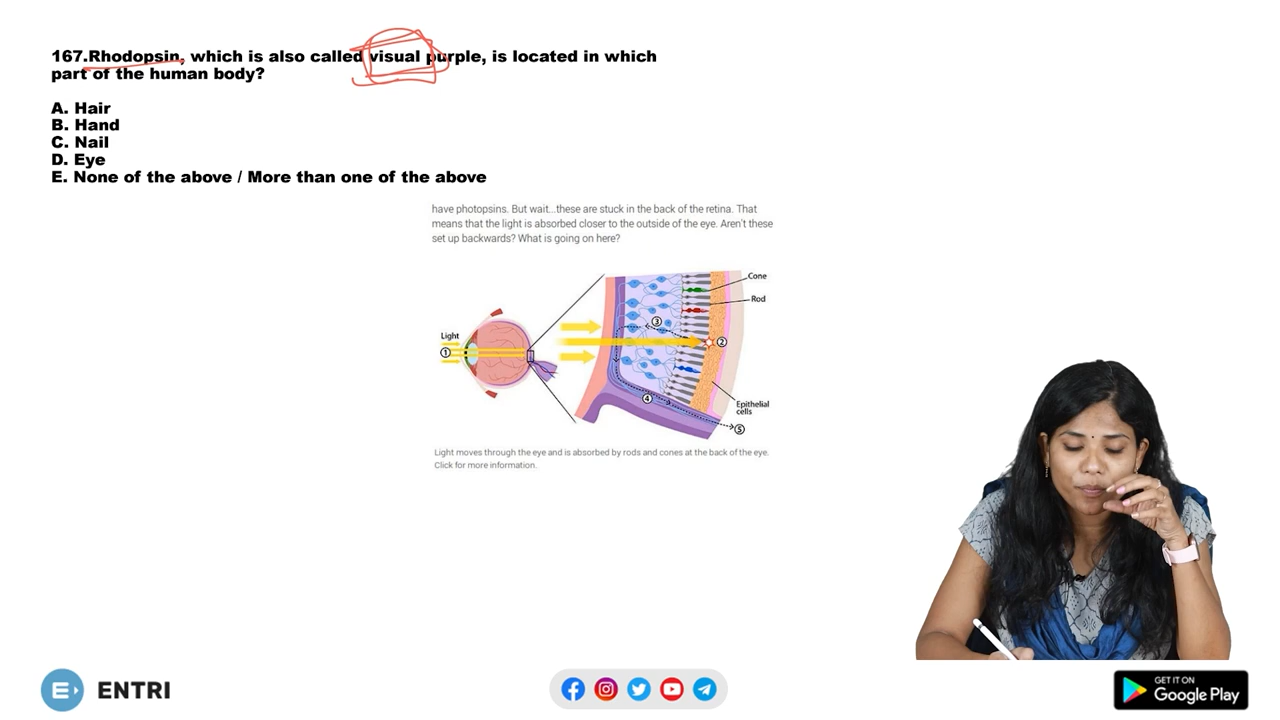 167.Rhodopsin, which is also called visual purple, is located in which
part of the human body?
A. Hair
B. Hand
C. Nail
D. Eye
E. None of the above / More than one of the above
have photopsins. But wait...these are stuck in the back of the retina. That
means that the light is absorbed closer to the outside of the eye. Aren't these
set up backwards? What is going on here?
Cone
Rod
Light
1
3
2
4
Epithelial
cells
5
Light moves through the eye and is absorbed by rods and cones at the back of the eye.
Click for more information.
E ENTRI
GET IT ON
Google Play